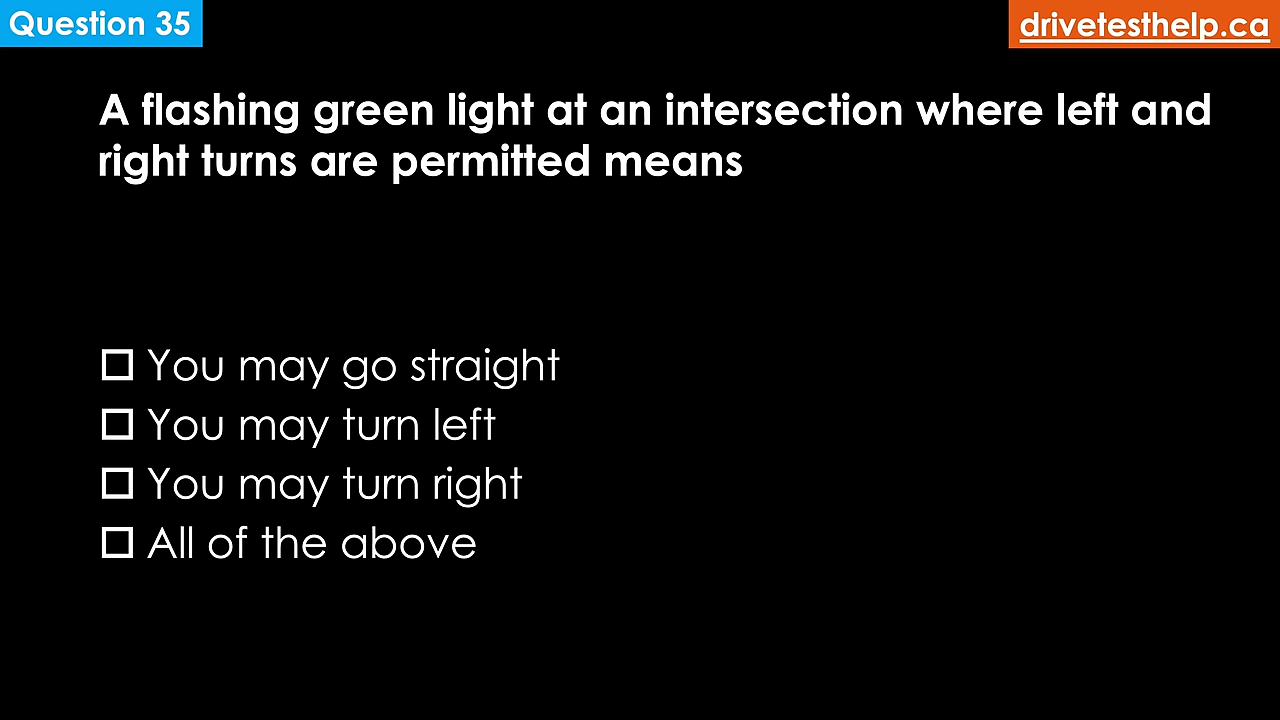 Question 35
drivetesthelp.ca
A flashing green light at an intersection where left and
right turns are permitted means
You may go straight
You may turn left
You may turn right
All of the above